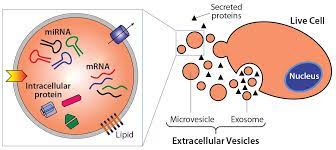 miRNA
mRNA
Intracellular
protein
Lipid
Secreted
proteins
Live Cell
Nucleus
Microvesicle
Exosome
Extracellular Vesicles